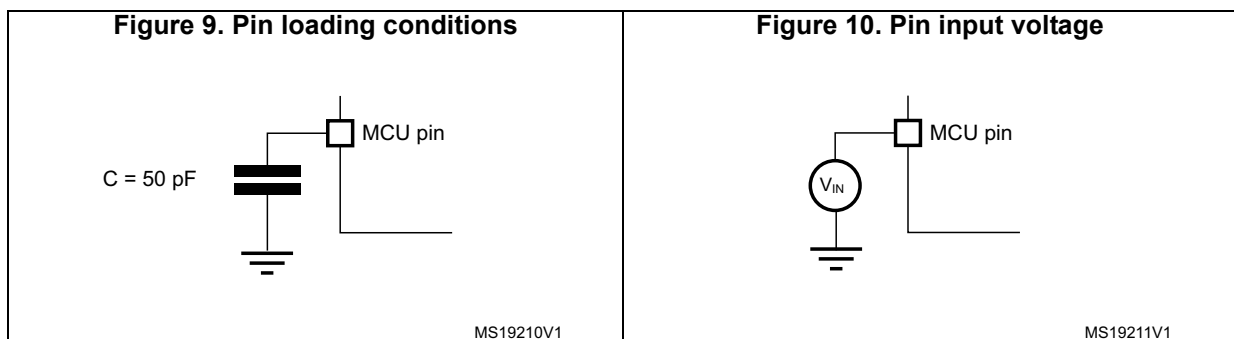 Figure 9. Pin loading conditions
MCU pin
C = 50 pF
MS19210V1
Figure 10. Pin input voltage
MCU pin
VIN
MS19211V1